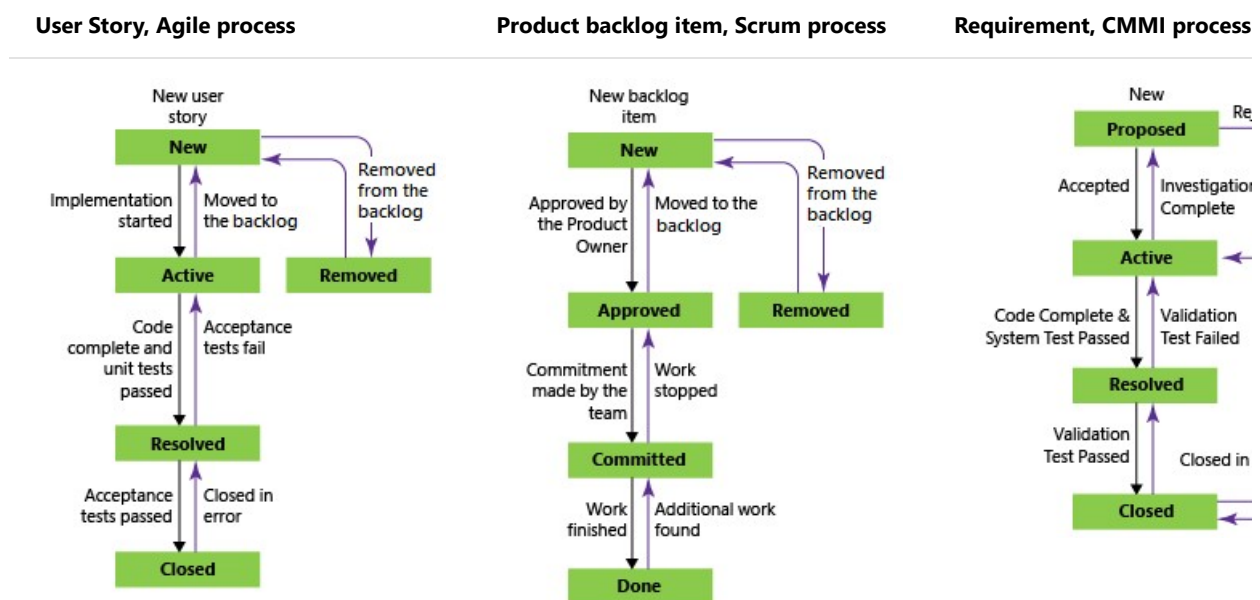 User Story, Agile process
New user
story
New
Removed
from the
backlog
Implementation
started
Moved to
the backlog
Active
Removed
Code
complete and
unit tests
passed
Acceptance
tests fail
Resolved
Acceptance
tests passed
Closed in
error
Closed
Product backlog item, Scrum process
New backlog
item
New
Removed
from the
backlog
Approved by
the Product
Owner
Moved to the
backlog
Approved
Removed
Commitment
made by the
team
Work
stopped
Committed
Work
finished
Additional work
found
Done
Requirement, CMMI process
New
Proposed
Accepted
Investigation
Complete
Active
Code Complete &
System Test Passed
Validation
Test Failed
Resolved
Validation
Test Passed
Closed in
Closed